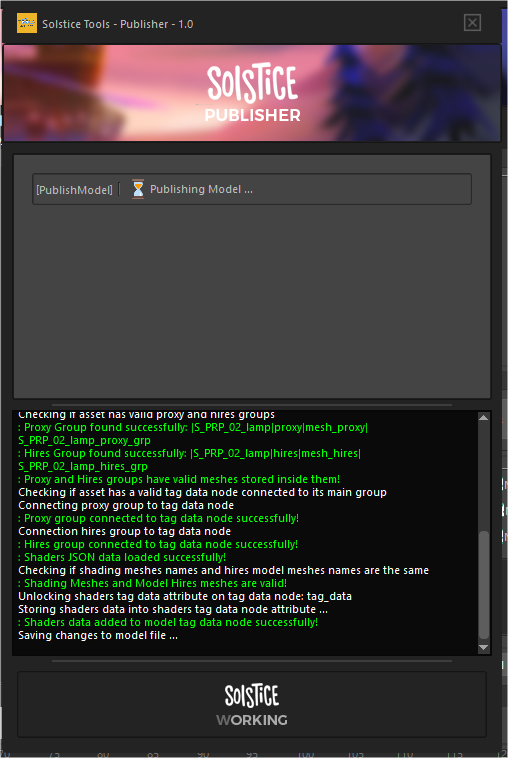 Solstice Tools - Publisher - 1.0
SOLSTICE
PUBLISHER
[PublishModel] | Publishing Model ...
Checking if asset has valid proxy and hires groups
: Proxy Group found successfully: |S_PRP_02_lamp|proxy|mesh_proxy|
S_PRP_02_lamp_proxy_grp
: Hires Group found successfully: |S_PRP_02_lamp|hires|mesh_hires|
S_PRP_02_lamp_hires_grp
: Proxy and Hires groups have valid meshes stored inside them!
Checking if asset has a valid tag data node connected to its main group
Connecting proxy group to tag data node
: Proxy group connected to tag data node successfully!
Connection hires group to tag data node
: Hires group connected to tag data node successfully!
: Shaders JSON data loaded successfully!
Checking if shading meshes names and hires model meshes names are the same
: Shading Meshes and Model Hires meshes are valid!
Unlocking shaders tag data attribute on tag data node: tag_data
Storing shaders data into shaders tag data node attribute ...
: Shaders data added to model tag data node successfully!
Saving changes to model file ...
SOLSTICE
WORKING